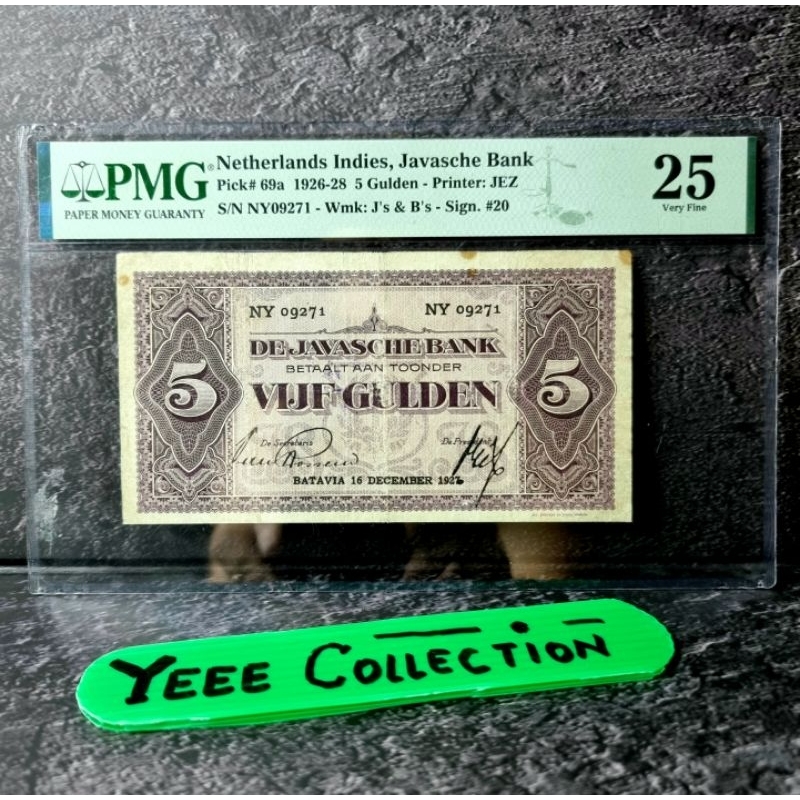 PMG®
PAPER MONEY GUARANTY
Netherlands Indies, Javasche Bank
Pick# 69a 1926-28 5 Gulden - Printer: JEZ
S/N NY09271 - Wmk: J's & B's - Sign. #20
25
Very Fine
NY 09271 NY 09271
DE JAVASCHE BANK
BETAALT AAN TOONDER
5 VIJF GULDEN 5
De Secretaris De President
BATAVIA 16 DECEMBER 1927
YEEE COLLECTION